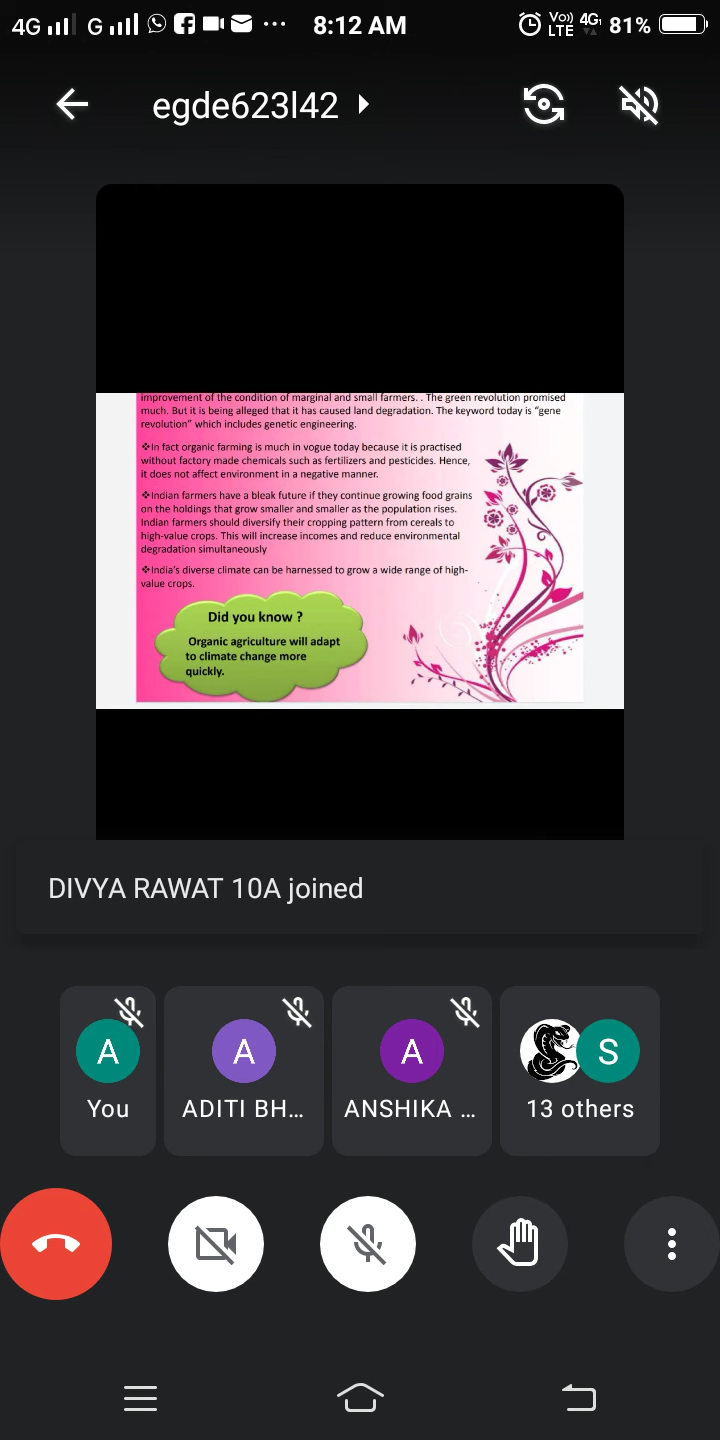 4G G 8:12 AM Vo)) LTE 4G 81%
egde623l42
improvement of the condition of marginal and small farmers. . The green revolution promised
much. But it is being alleged that it has caused land degradation. The keyword today is “gene
revolution” which includes genetic engineering.
❖In fact organic farming is much in vogue today because it is practised
without factory made chemicals such as fertilizers and pesticides. Hence,
it does not affect environment in a negative manner.
❖Indian farmers have a bleak future if they continue growing food grains
on the holdings that grow smaller and smaller as the population rises.
Indian farmers should diversify their cropping pattern from cereals to
high-value crops. This will increase incomes and reduce environmental
degradation simultaneously
❖India’s diverse climate can be harnessed to grow a wide range of high-
value crops.
Did you know ?
Organic agriculture will adapt
to climate change more
quickly.
DIVYA RAWAT 10A joined
A A A S
You ADITI BH... ANSHIKA ... 13 others